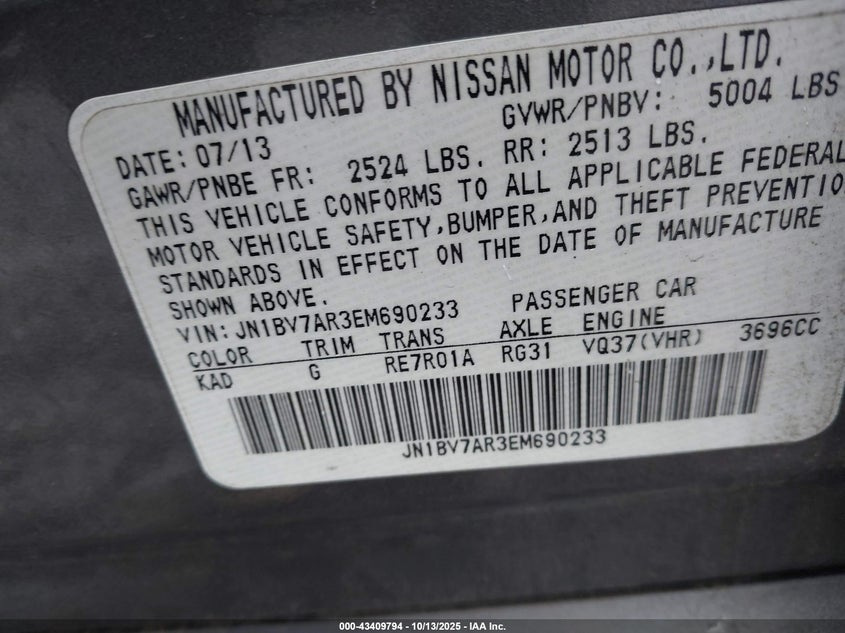 MANUFACTURED BY NISSAN MOTOR CO.,LTD.
DATE: 07/13 GVWR/PNBV: 5004 LBS
GAWR/PNBE FR: 2524 LBS. RR: 2513 LBS.
THIS VEHICLE CONFORMS TO ALL APPLICABLE FEDERAL
MOTOR VEHICLE SAFETY,BUMPER,AND THEFT PREVENTIO
STANDARDS IN EFFECT ON THE DATE OF MANUFACTURE
SHOWN ABOVE.
VIN: JN1BV7AR3EM690233 PASSENGER CAR
COLOR TRIM TRANS AXLE ENGINE
KAD G RE7R01A RG31 VQ37(VHR) 3696CC
JN1BV7AR3EM690233
000-43409794 - 10/13/2025 - IAA Inc.